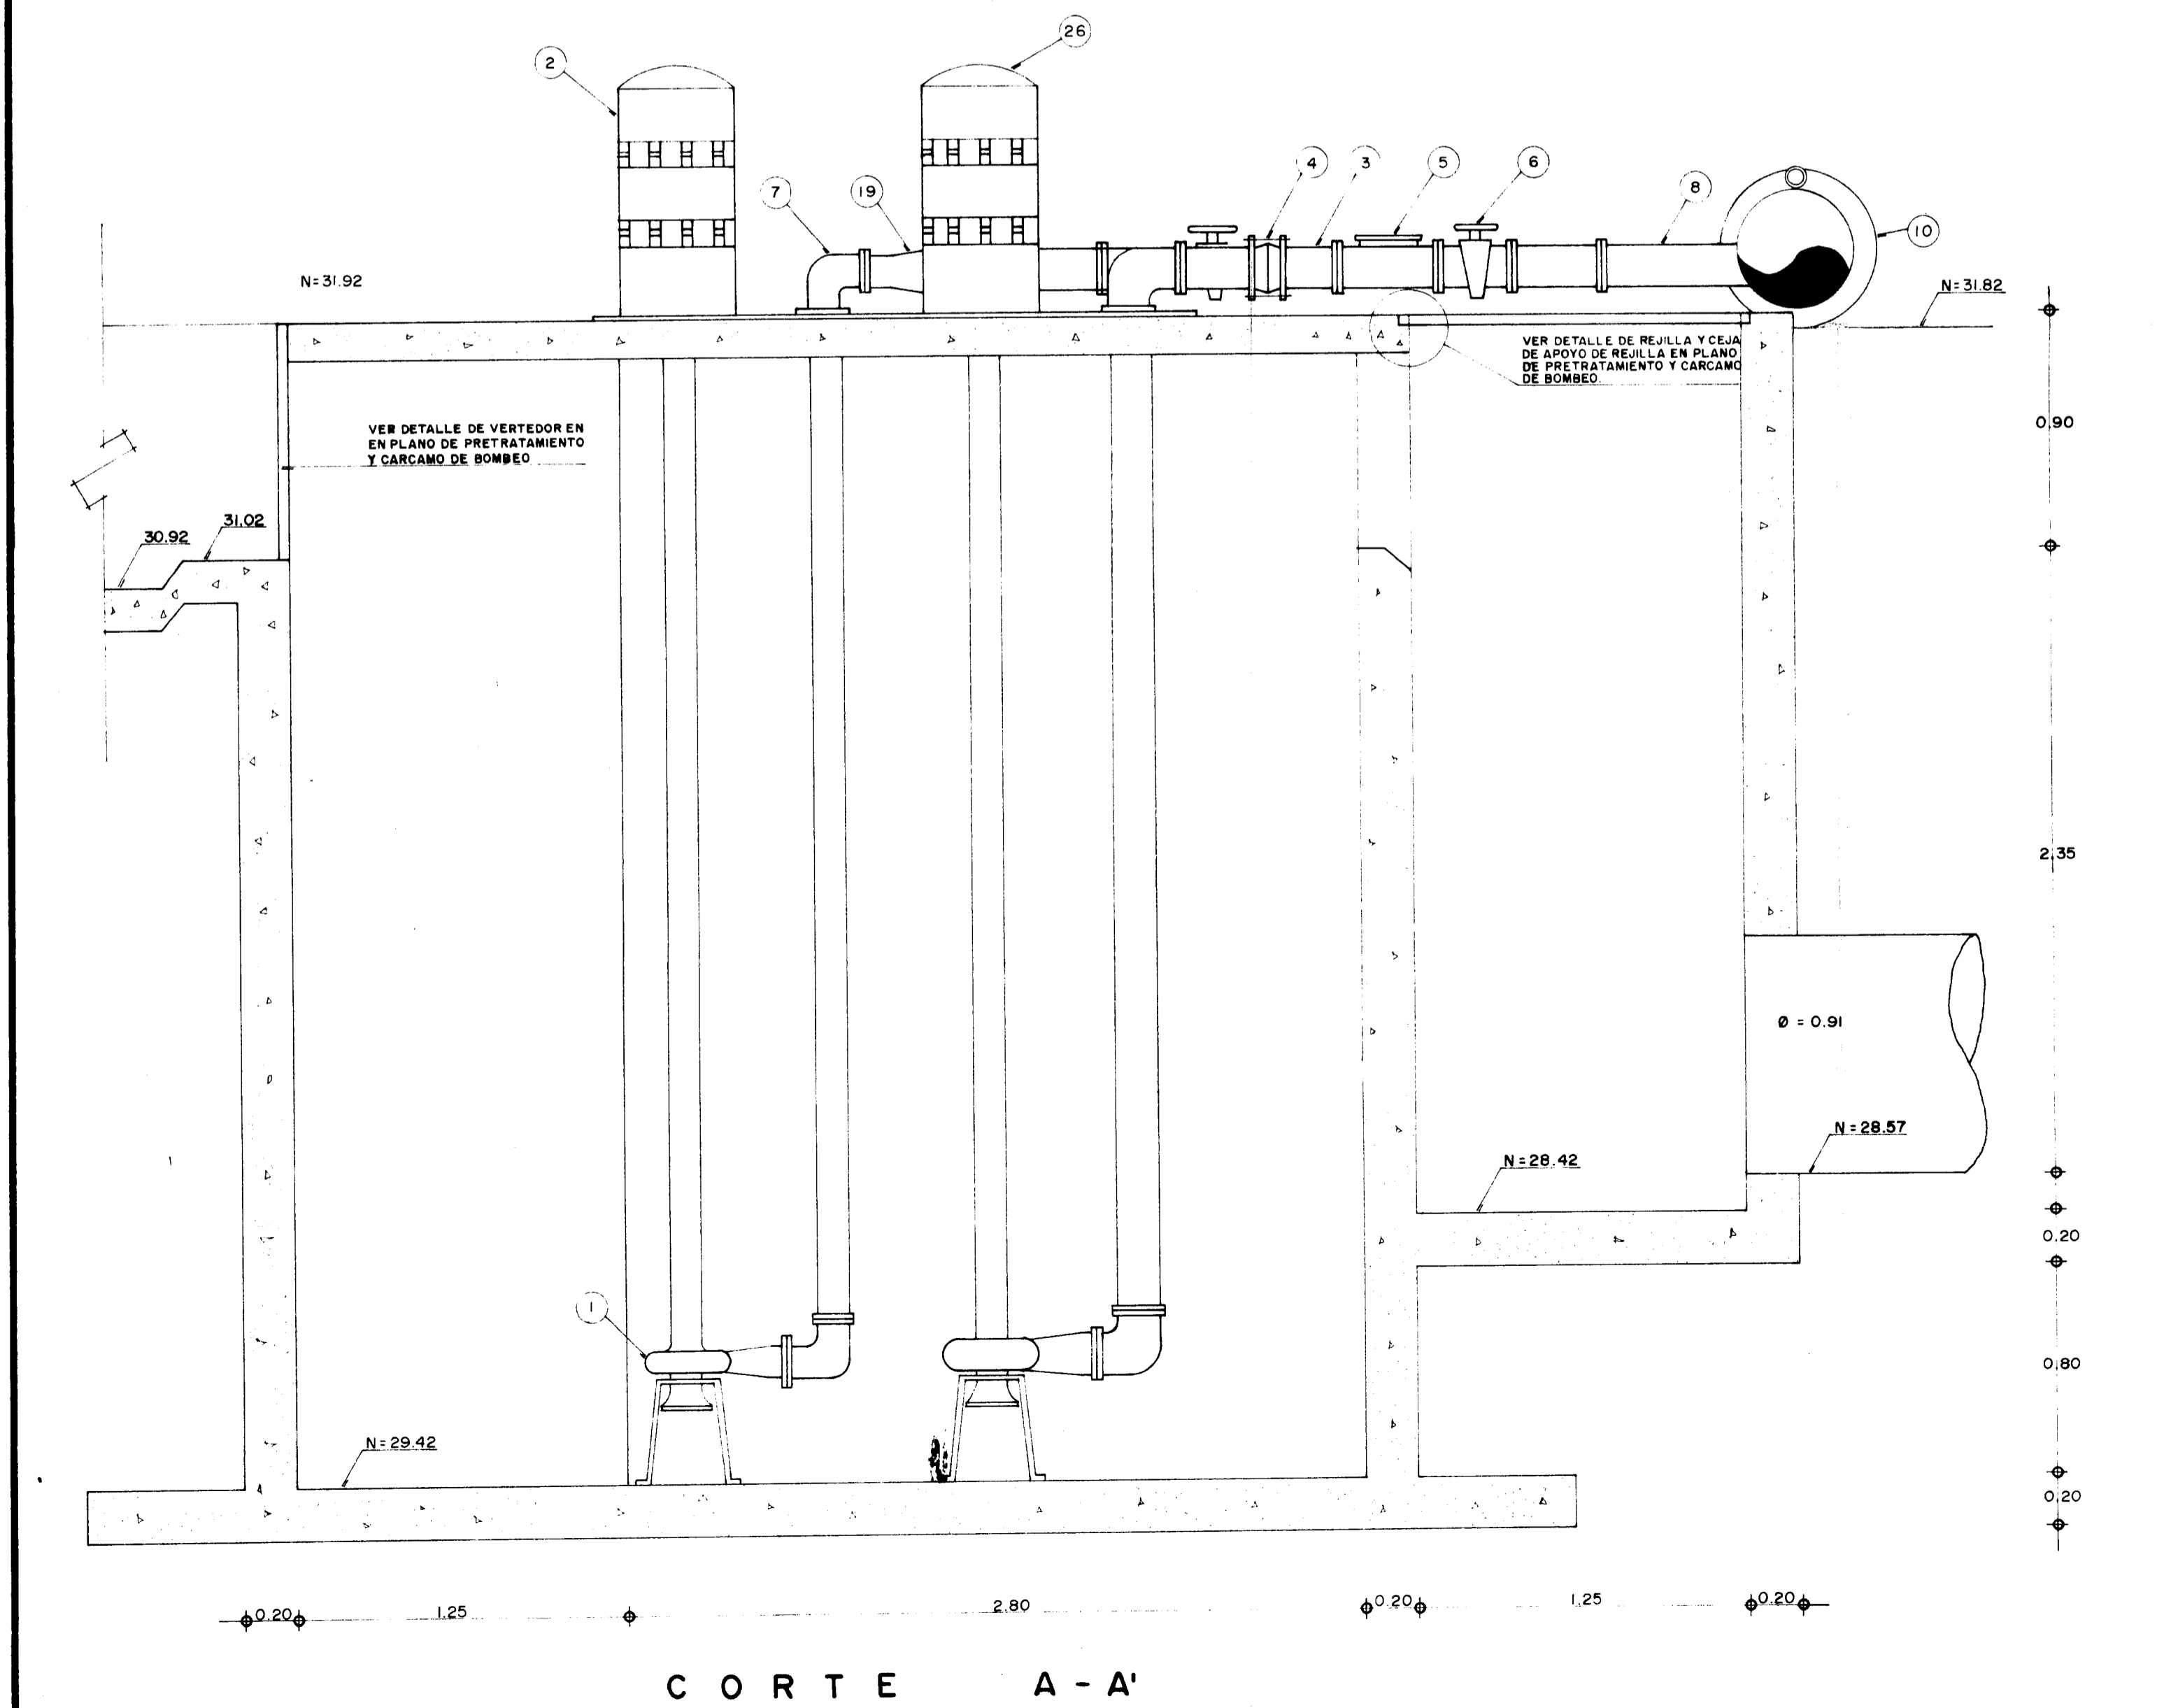 26
2
4
3
5
6
7
19
8
10
N=31.92
N=31.82
VER DETALLE DE REJILLA Y CEJA
DE APOYO DE REJILLA EN PLANO
DE PRETRATAMIENTO Y CARCAMO
DE BOMBEO.
0.90
VER DETALLE DE VERTEDOR EN
EN PLANO DE PRETRATAMIENTO
Y CARCAMO DE BOMBEO
31.02
30.92
2.35
Ø = 0.91
N=28.57
N=28.42
0.20
1
0.80
N=29.42
0.20
0.20 1.25 2.80 0.20 1.25 0.20
CORTE A-A'